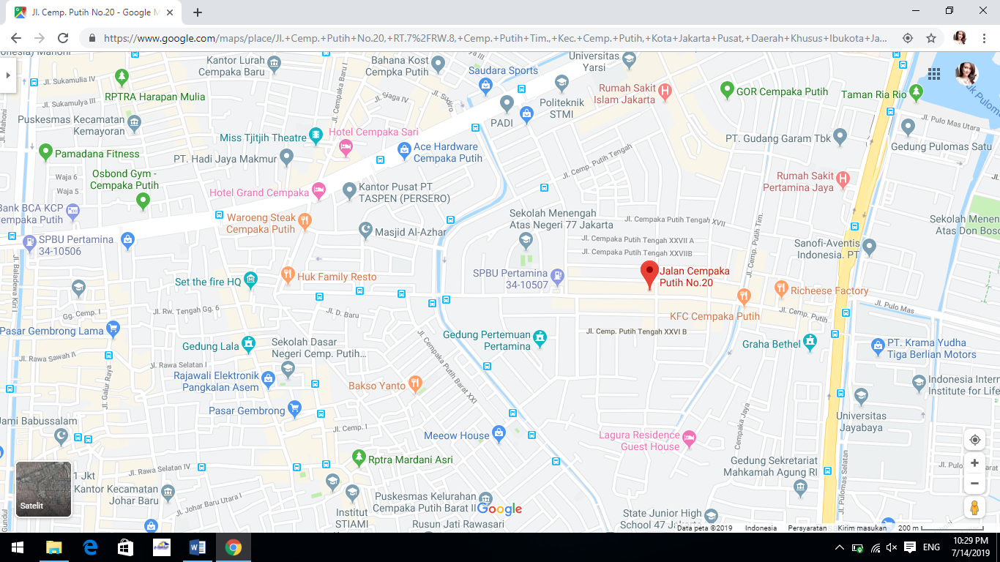 Jl. Cemp. Putih No.20 - Google M
https://www.google.com/maps/place/Jl.+Cemp.+Putih+No.20,+RT.7%2FRW.8,+Cemp.+Putih+Tim.,+Kec.+Cemp.+Putih,+Kota+Jakarta+Pusat,+Daerah+Khusus+Ibukota+Ja...
Jl. Sukamulia IV
Kantor Lurah
Cempaka Baru
Jl. Cempaka Baru I
Bahana Kost
Cempaka Putih
Saudara Sports
Universitas
Yarsi
Rumah Sakit
Islam Jakarta
GOR Cempaka Putih
Taman Ria Rio
RPTRA Harapan Mulia
Jl. Sukamulya III
Jl. Mahoni
Jl. Siaga IV
Politeknik
STMI
PADI
Puskesmas Kecamatan
Kemayoran
Miss Tjitjih Theatre
Hotel Cempaka Sari
PT. Gudang Garam Tbk
Jl. Pulo Mas Utara
Gedung Pulomas Satu
Pamadana Fitness
PT. Hadi Jaya Makmur
Ace Hardware
Cempaka Putih
Jl. Cemp. Putih Tengah
Waja 6
Waja 5
Osbond Gym -
Cempaka Putih
Rumah Sakit
Pertamina Jaya
Hotel Grand Cempaka
Kantor Pusat PT
TASPEN (PERSERO)
Bank BCA KCP
Cempaka Putih
Waroeng Steak
Cempaka Putih
Masjid Al-Azhar
Sekolah Menengah
Atas Negeri 77 Jakarta
Jl. Cempaka Putih Tengah XVII
Jl. Cemp. Putih Tim.
Sekolah Menen
Atas Don Bosc
SPBU Pertamina
34-10506
Jl. Cempaka Putih Tengah XXVII A
Jl. Cempaka Putih Tengah XXVIIB
Sanofi-Aventis
Indonesia. PT
Jl. Baladewa Kiri I
Set the fire HQ
Huk Family Resto
SPBU Pertamina
34-10507
Jalan Cempaka
Putih No.20
Richeese Factory
Gg. Cemp. I
Jl. Rw. Tengah Gg. 6
Jl. D. Baru
KFC Cempaka Putih
Jl. Cemp. Putih
Jl. Pulo Mas
Pasar Gembrong Lama
Gedung Lala
Sekolah Dasar
Negeri Cemp. Putih...
Gedung Pertemuan
Pertamina
Jl. Cemp. Putih Tengah XXVI B
Graha Bethel
PT. Krama Yudha
Tiga Berlian Motors
Jl. Rawa Sawah II
Jl. Galur Raya
Jl. Rawa Selatan I
Jl. Cempaka Putih Barat XXI
Rajawali Elektronik
Pangkalan Asem
Bakso Yanto
Indonesia Intern
Institute for Life
Pasar Gembrong
Cempaka Jaya
Universitas
Jayabaya
Jami Babussalam
Jl. Cemp. I
Meeow House
Lagura Residence
Guest House
Rptra Mardani Asri
Jl. Rawa Selatan IV
Gedung Sekretariat
Mahkamah Agung RI
Jl. Pulomas Selatan
1 Jkt
Kantor Kecamatan
Johar Baru
Jl. Johar Baru Utara I
Satelit
Institut
STIAMI
Puskesmas Kelurahan
Cempaka Putih Barat II
Google
Rusun Jati Rawasari
State Junior High
School 47 Jakarta
Data peta ©2019
Indonesia
Persyaratan
Kirim masukan
200 m
ENG
10:29 PM
7/14/2019